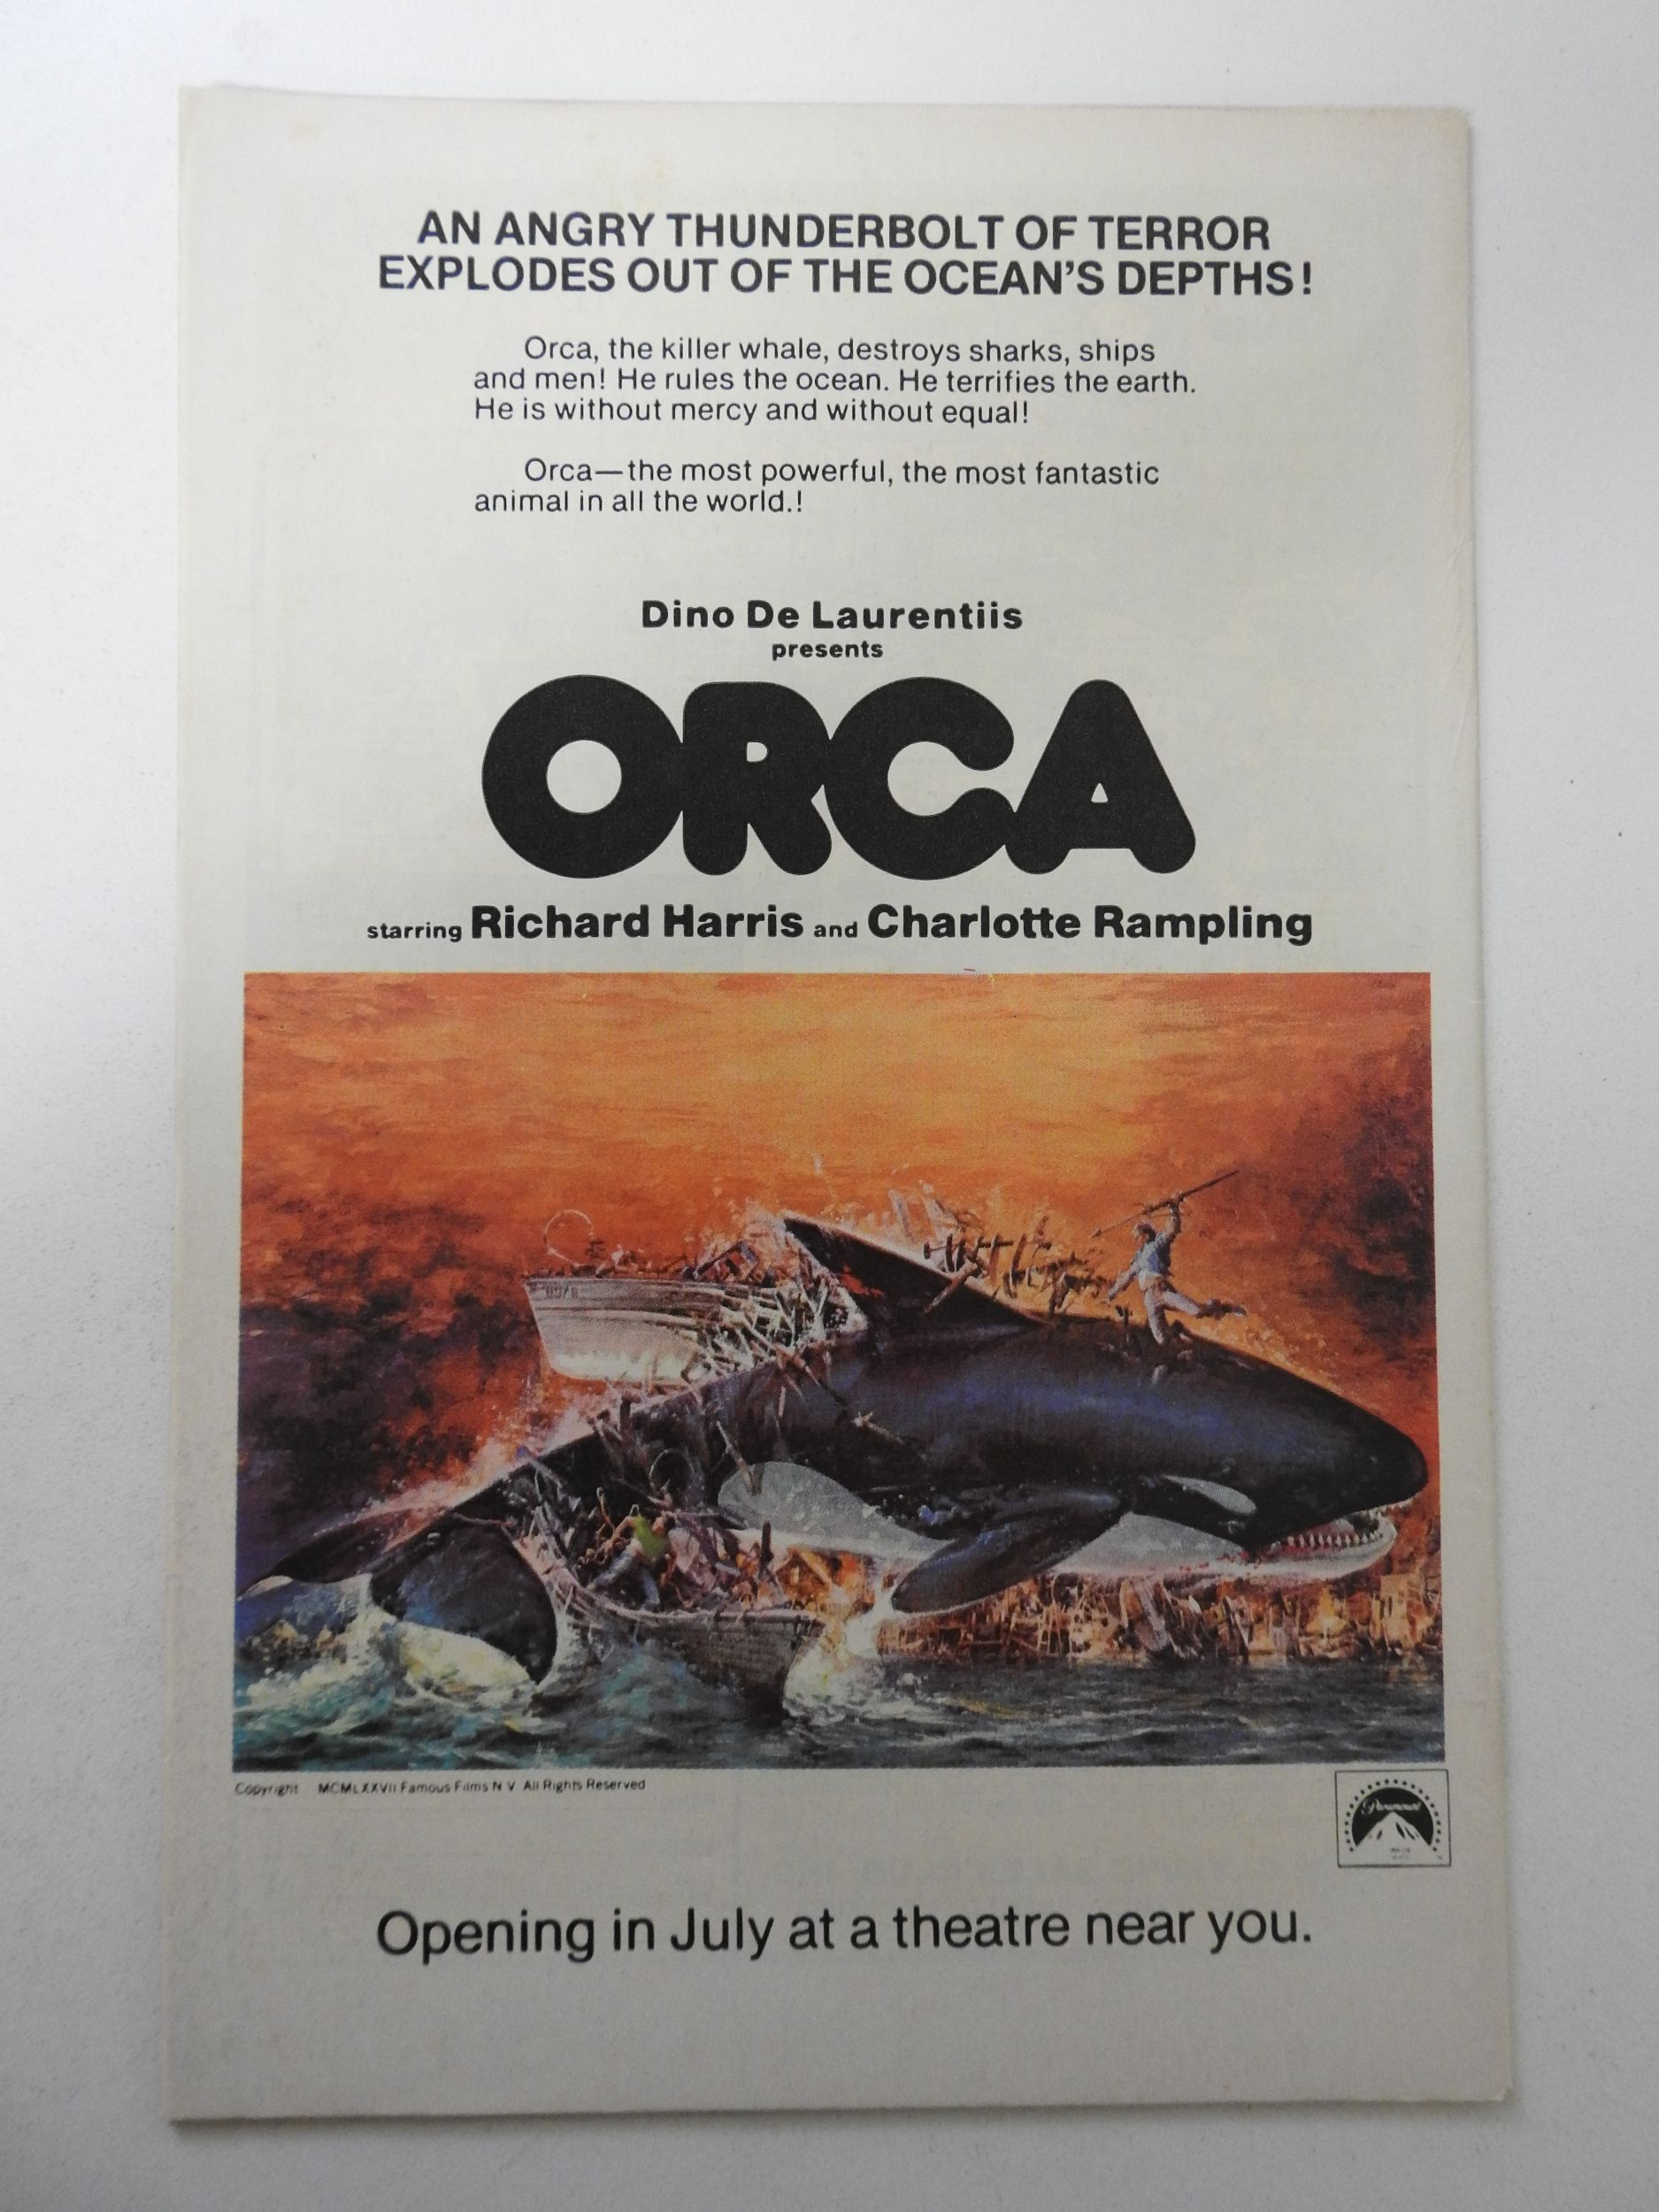 AN ANGRY THUNDERBOLT OF TERROR
EXPLODES OUT OF THE OCEAN'S DEPTHS!
Orca, the killer whale, destroys sharks, ships
and men! He rules the ocean. He terrifies the earth.
He is without mercy and without equal!
Orca—the most powerful, the most fantastic
animal in all the world.!
Dino De Laurentiis
presents
ORCA
starring Richard Harris and Charlotte Rampling
Copyright MCMLXXVII Famous Films N V All Rights Reserved
Paramount
Opening in July at a theatre near you.